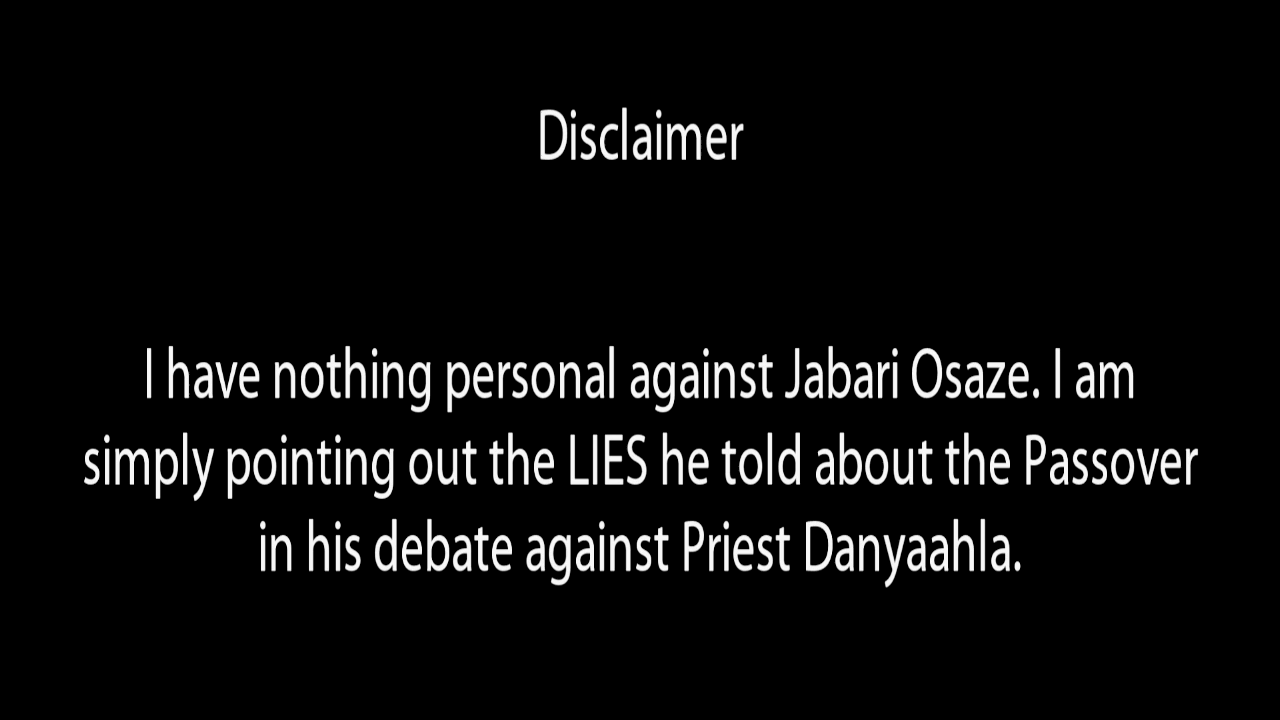 Disclaimer
I have nothing personal against Jabari Osaze. I am
simply pointing out the LIES he told about the Passover
in his debate against Priest Danyaahla.